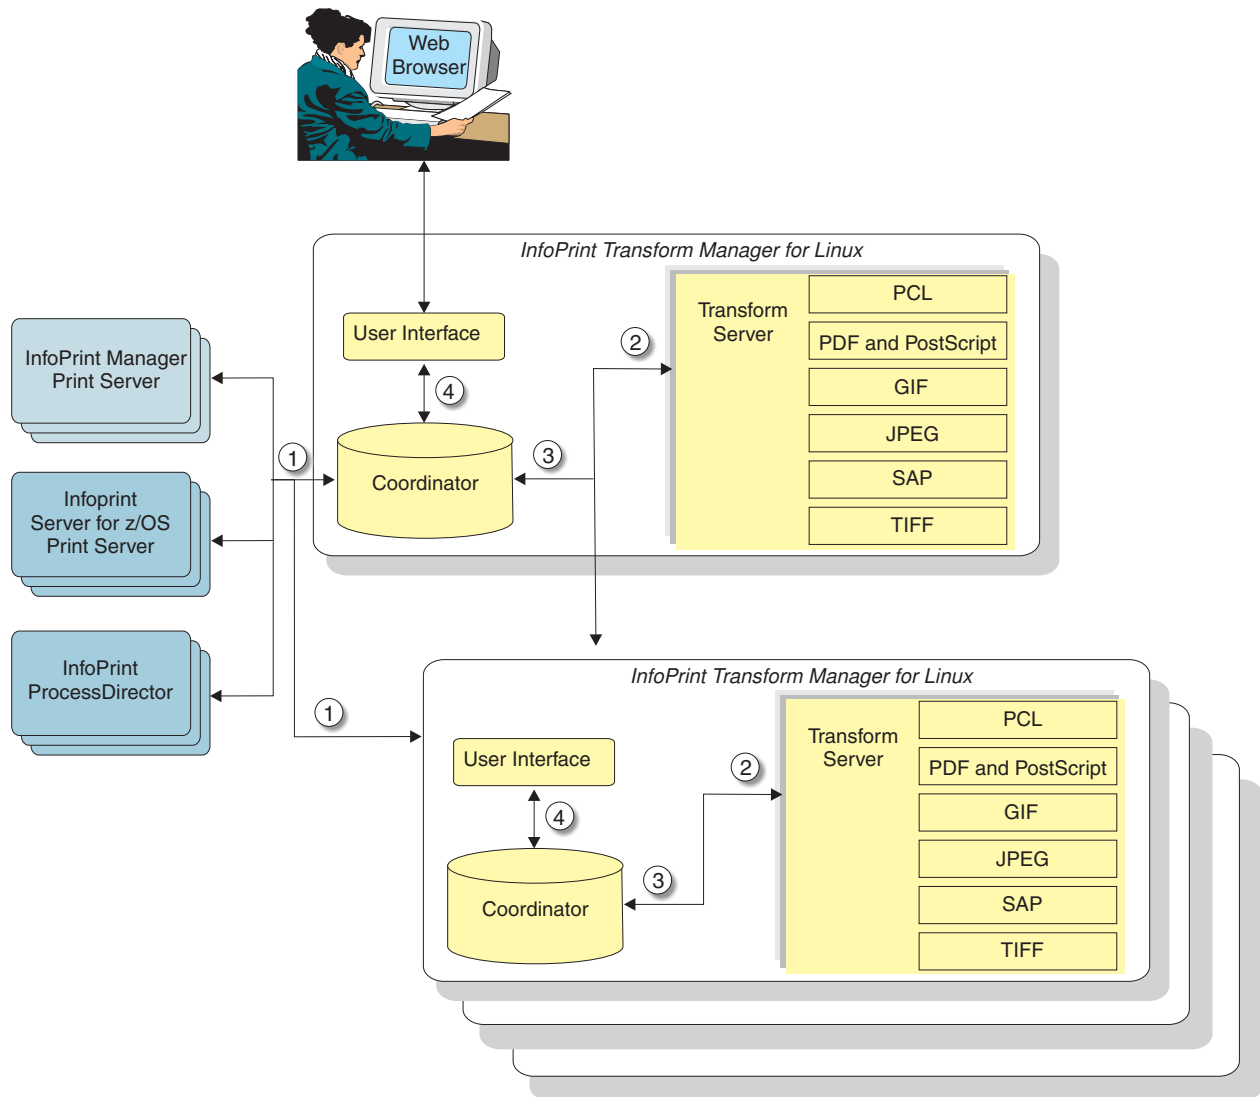 Web
Browser
InfoPrint Transform Manager for Linux
User Interface
4
Coordinator
3
2
Transform
Server
PCL
PDF and PostScript
GIF
JPEG
SAP
TIFF
InfoPrint Manager
Print Server
1
Infoprint
Server for z/OS
Print Server
InfoPrint
ProcessDirector
1
InfoPrint Transform Manager for Linux
User Interface
4
Coordinator
3
2
Transform
Server
PCL
PDF and PostScript
GIF
JPEG
SAP
TIFF